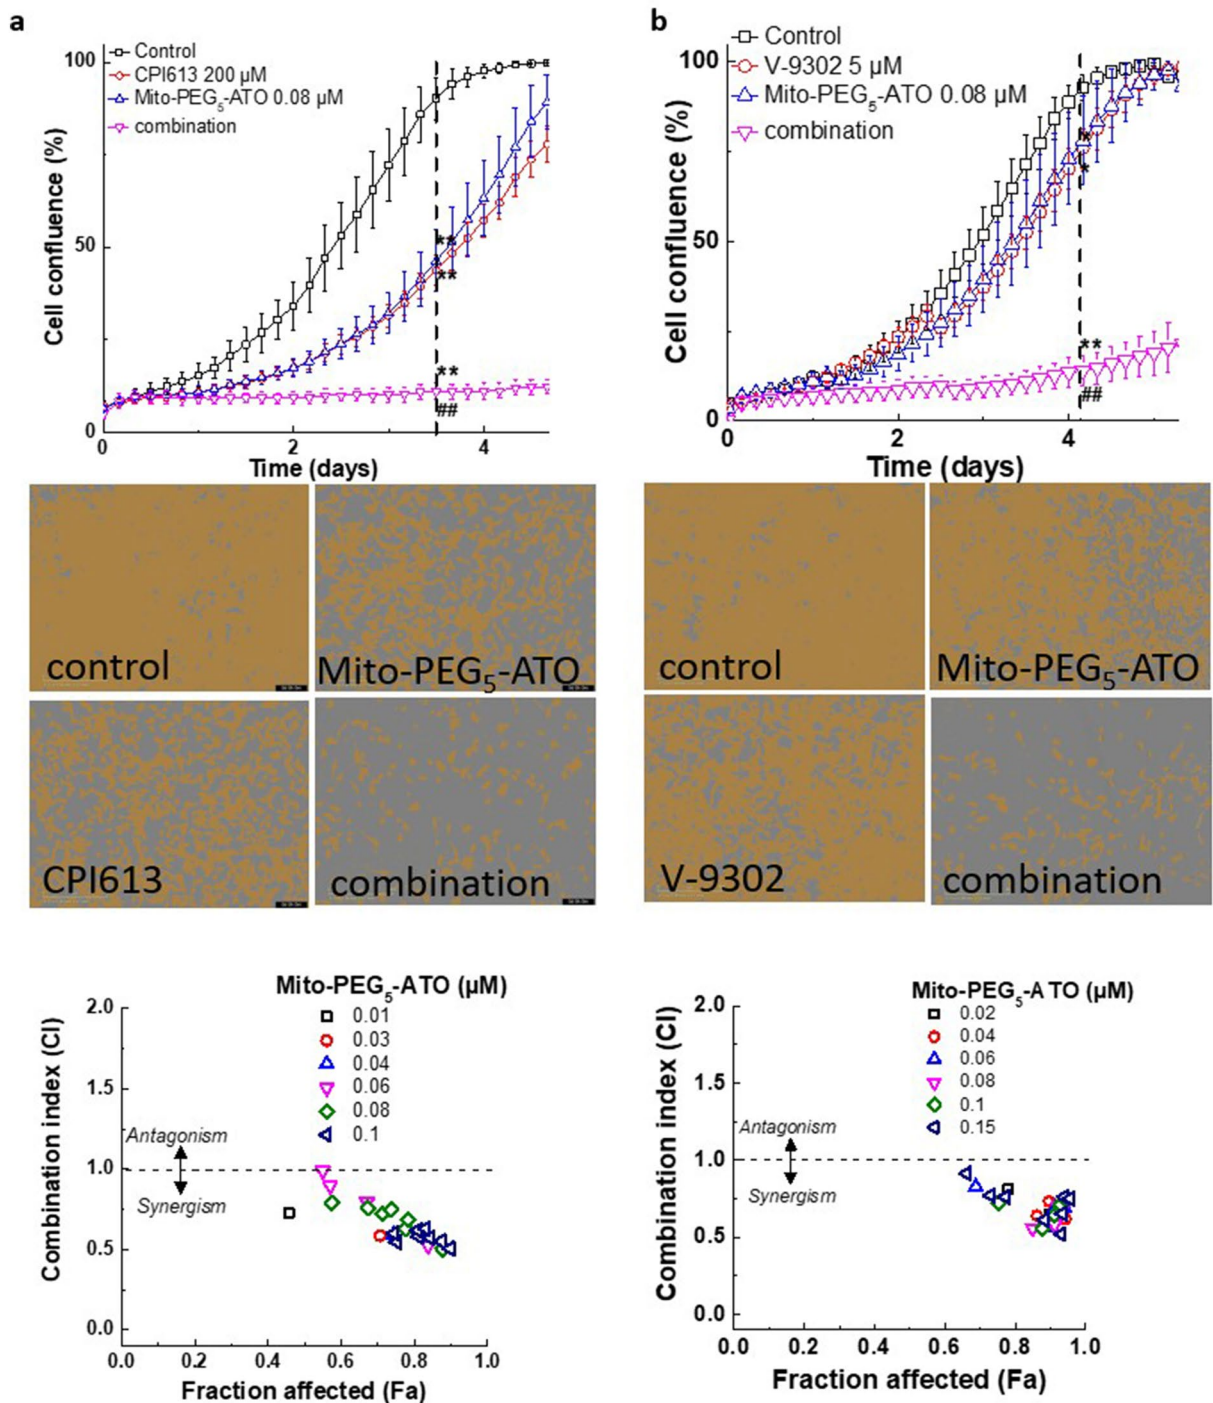 a
Control
CPI613 200 µM
Mito-PEG5-ATO 0.08 µM
combination
Cell confluence (%)
100
50
0
**
**
**
##
0
2
4
Time (days)
control
Mito-PEG5-ATO
CPI613
combination
Mito-PEG5-ATO (µM)
0.01
0.03
0.04
0.06
0.08
0.1
Combination index (CI)
2.0
1.5
1.0
0.5
0.0
Antagonism
Synergism
0.0 0.2 0.4 0.6 0.8 1.0
Fraction affected (Fa)
b
Control
V-9302 5 µM
Mito-PEG5-ATO 0.08 µM
combination
Cell confluence (%)
100
50
0
*
*
**
##
0
2
4
Time (days)
control
Mito-PEG5-ATO
V-9302
combination
Mito-PEG5-ATO (µM)
0.02
0.04
0.06
0.08
0.1
0.15
Combination index (CI)
2.0
1.5
1.0
0.5
0.0
Antagonism
Synergism
0.0 0.2 0.4 0.6 0.8 1.0
Fraction affected (Fa)